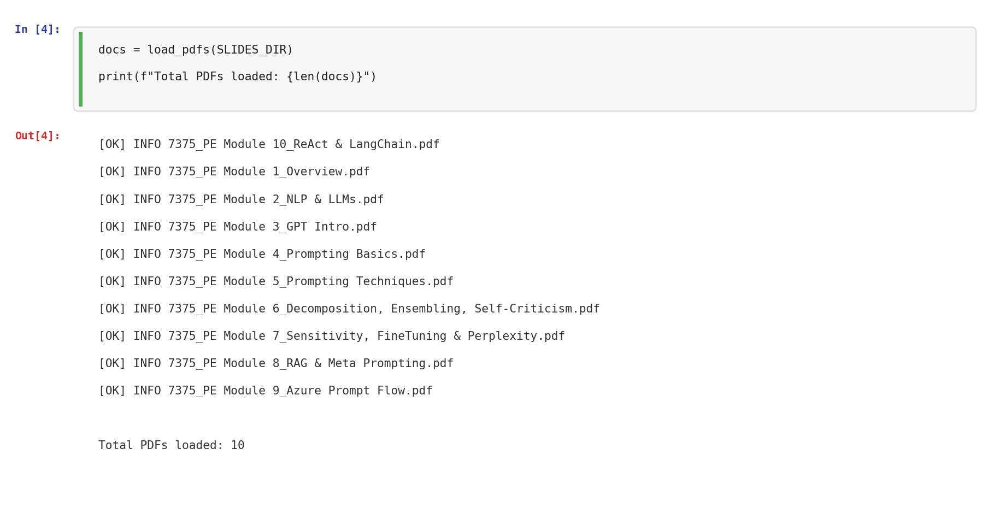 In [4]:
docs = load_pdfs(SLIDES_DIR)
print(f"Total PDFs loaded: {len(docs)}")
Out[4]:
[OK] INFO 7375_PE Module 10_ReAct & LangChain.pdf
[OK] INFO 7375_PE Module 1_Overview.pdf
[OK] INFO 7375_PE Module 2_NLP & LLMs.pdf
[OK] INFO 7375_PE Module 3_GPT Intro.pdf
[OK] INFO 7375_PE Module 4_Prompting Basics.pdf
[OK] INFO 7375_PE Module 5_Prompting Techniques.pdf
[OK] INFO 7375_PE Module 6_Decomposition, Ensembling, Self-Criticism.pdf
[OK] INFO 7375_PE Module 7_Sensitivity, FineTuning & Perplexity.pdf
[OK] INFO 7375_PE Module 8_RAG & Meta Prompting.pdf
[OK] INFO 7375_PE Module 9_Azure Prompt Flow.pdf
Total PDFs loaded: 10